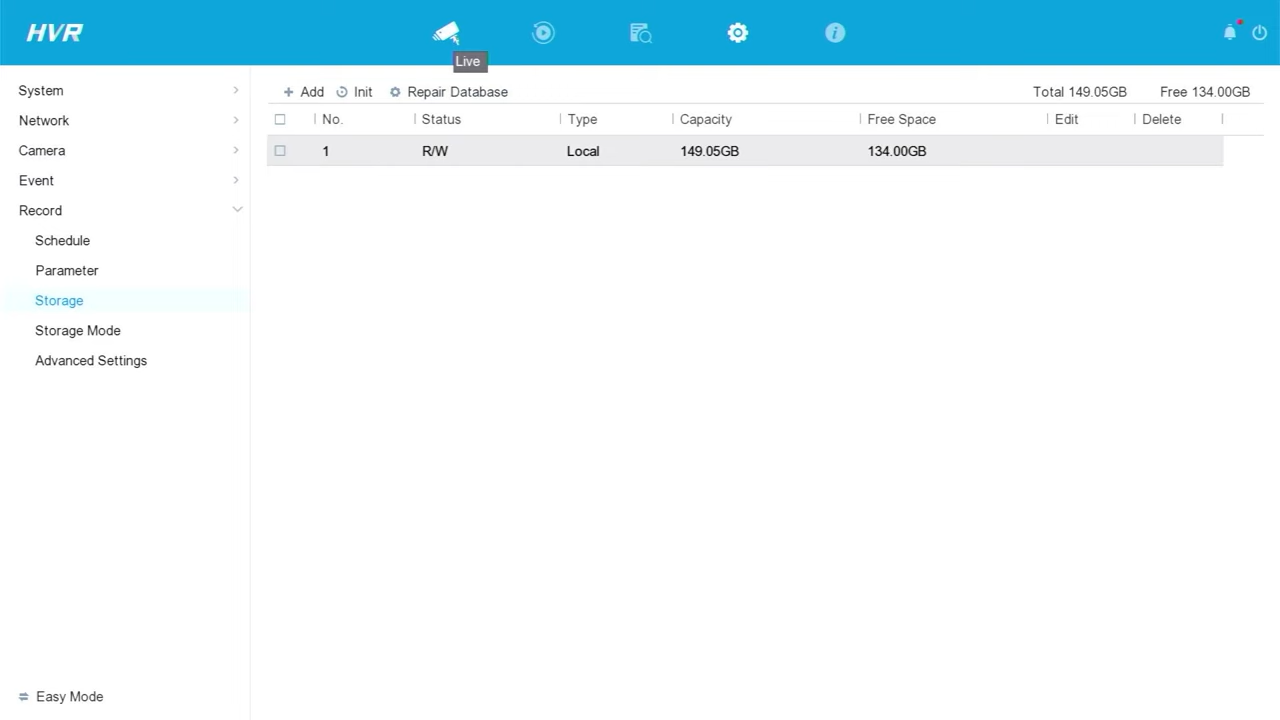 HVR
Live
System
Network
Camera
Event
Record
Schedule
Parameter
Storage
Storage Mode
Advanced Settings
Easy Mode
Add Init Repair Database Total 149.05GB Free 134.00GB
No. Status Type Capacity Free Space Edit Delete
1 R/W Local 149.05GB 134.00GB